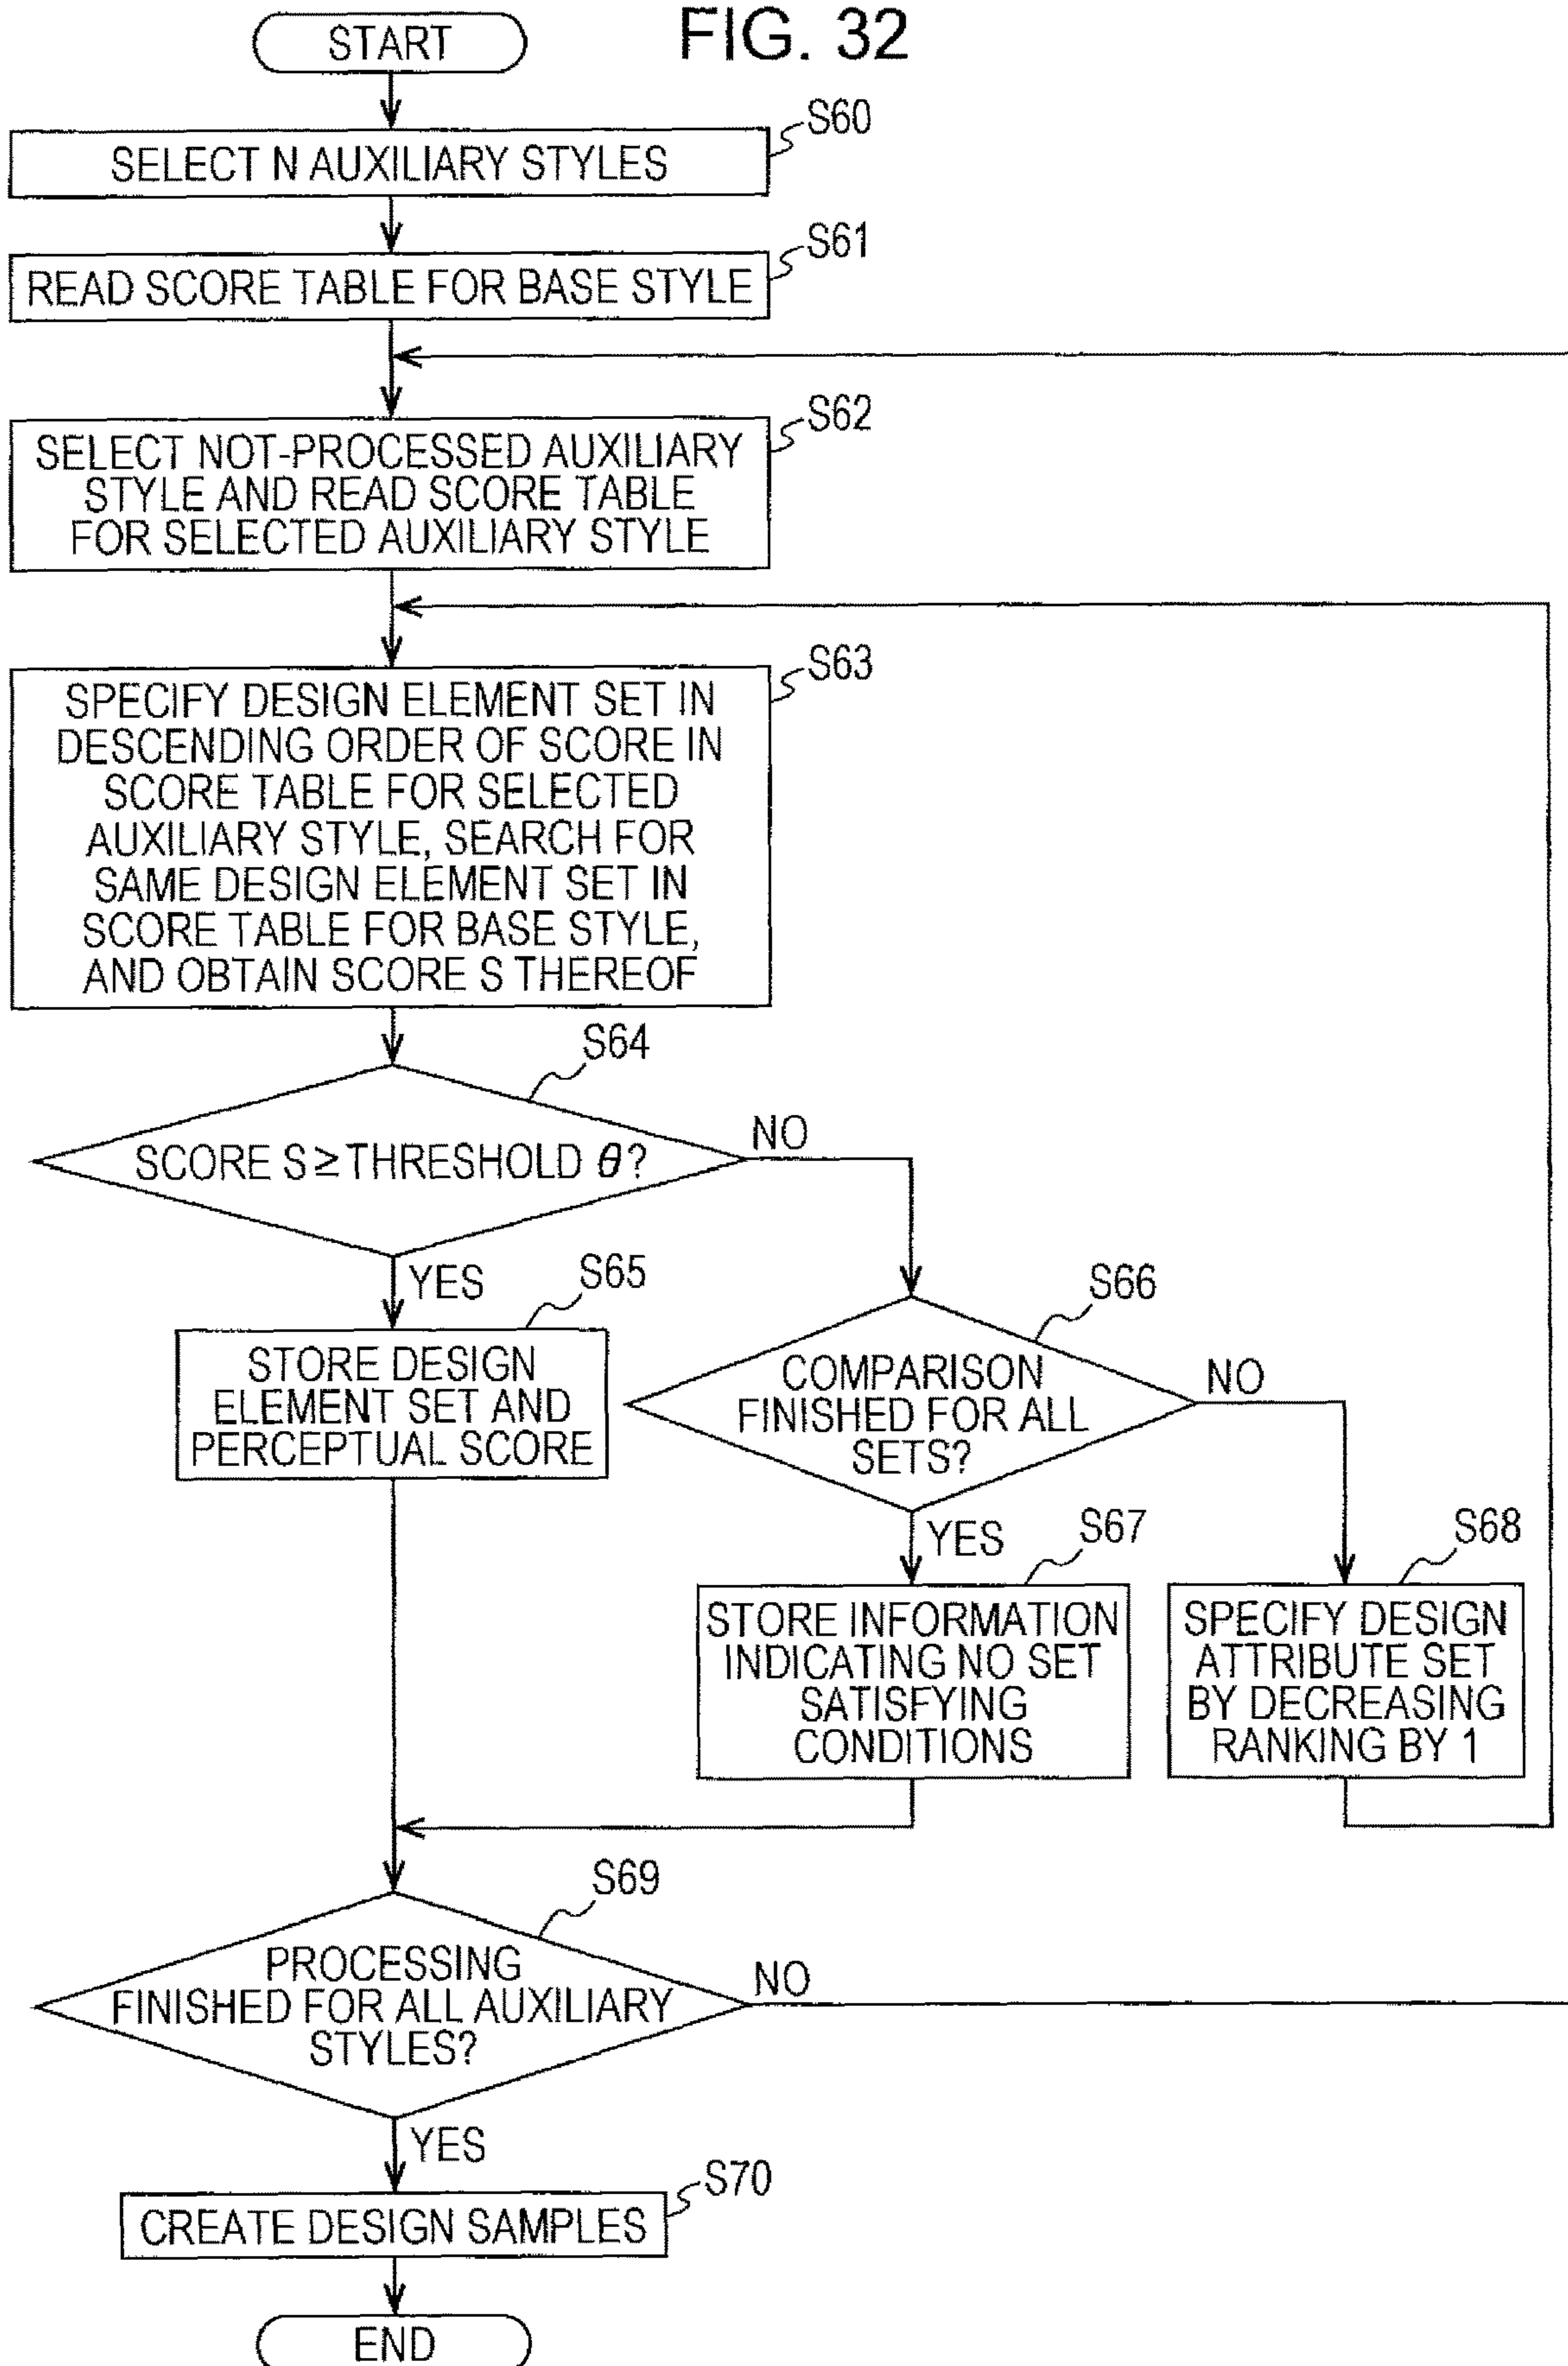 FIG. 32
START
S60
SELECT N AUXILIARY STYLES
S61
READ SCORE TABLE FOR BASE STYLE
S62
SELECT NOT-PROCESSED AUXILIARY
STYLE AND READ SCORE TABLE
FOR SELECTED AUXILIARY STYLE
S63
SPECIFY DESIGN ELEMENT SET IN
DESCENDING ORDER OF SCORE IN
SCORE TABLE FOR SELECTED
AUXILIARY STYLE, SEARCH FOR
SAME DESIGN ELEMENT SET IN
SCORE TABLE FOR BASE STYLE,
AND OBTAIN SCORE S THEREOF
S64
SCORE S ≥ THRESHOLD θ?
NO
YES
S65
STORE DESIGN
ELEMENT SET AND
PERCEPTUAL SCORE
S66
COMPARISON
FINISHED FOR ALL
SETS?
NO
YES
S67
STORE INFORMATION
INDICATING NO SET
SATISFYING
CONDITIONS
S68
SPECIFY DESIGN
ATTRIBUTE SET
BY DECREASING
RANKING BY 1
S69
PROCESSING
FINISHED FOR ALL AUXILIARY
STYLES?
NO
YES
S70
CREATE DESIGN SAMPLES
END